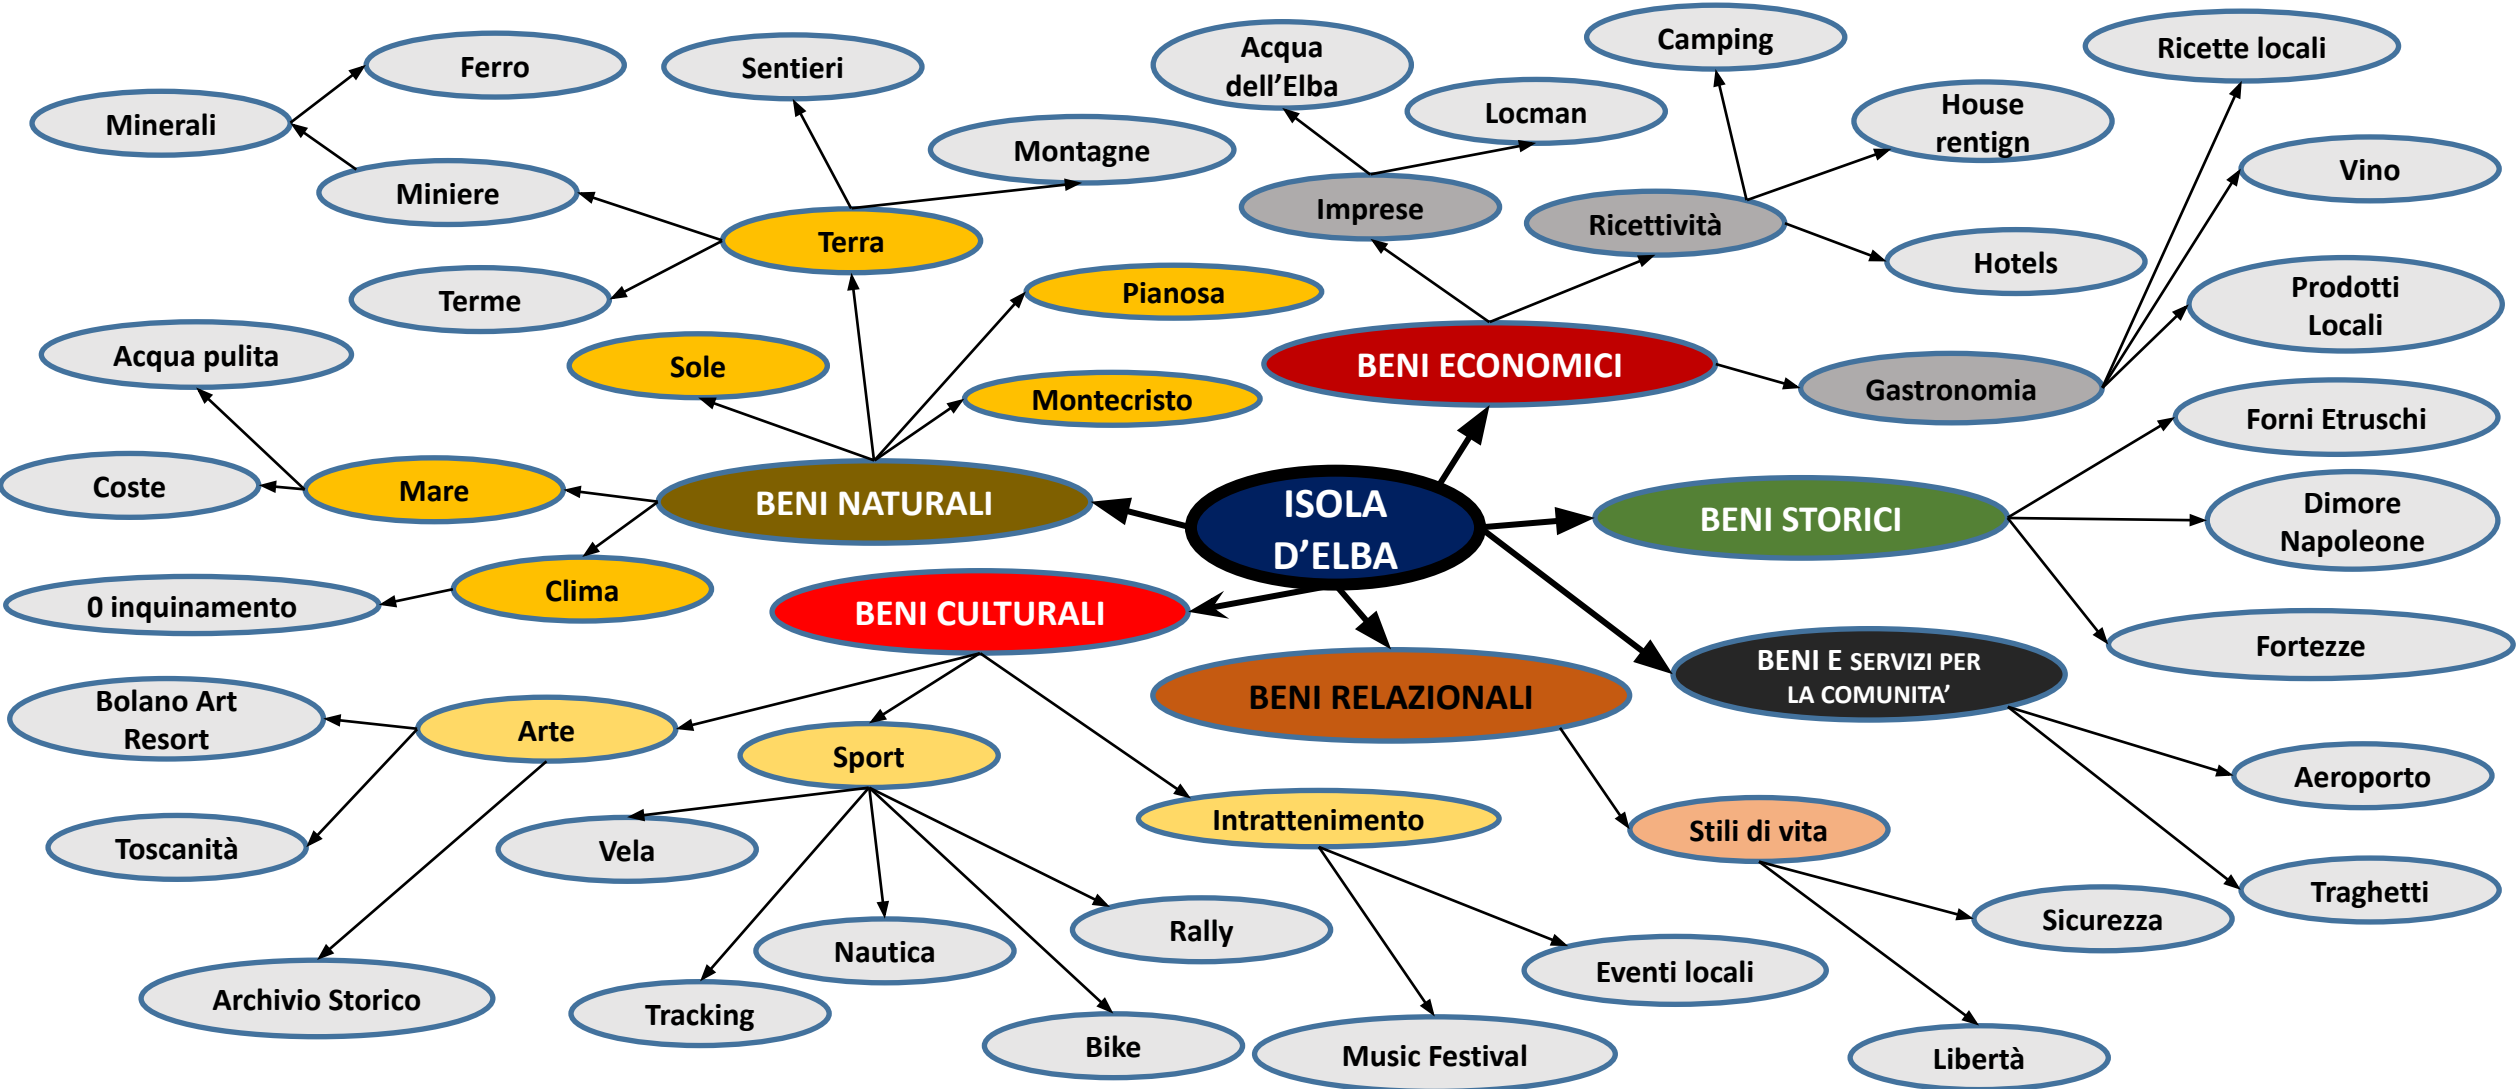 Ferro
Minerali
Miniere
Sentieri
Montagne
Terra
Terme
Pianosa
Sole
Montecristo
Acqua pulita
Coste
Mare
Clima
0 inquinamento
BENI NATURALI
Acqua
dell’Elba
Locman
Imprese
Camping
House
rentign
Ricettività
Hotels
BENI ECONOMICI
Ricette locali
Vino
Prodotti
Locali
Gastronomia
ISOLA
D’ELBA
BENI STORICI
Forni Etruschi
Dimore
Napoleone
Fortezze
BENI CULTURALI
BENI RELAZIONALI
BENI E SERVIZI PER
LA COMUNITA’
Aeroporto
Traghetti
Bolano Art
Resort
Arte
Toscanità
Archivio Storico
Sport
Vela
Tracking
Nautica
Rally
Bike
Intrattenimento
Eventi locali
Music Festival
Stili di vita
Sicurezza
Libertà